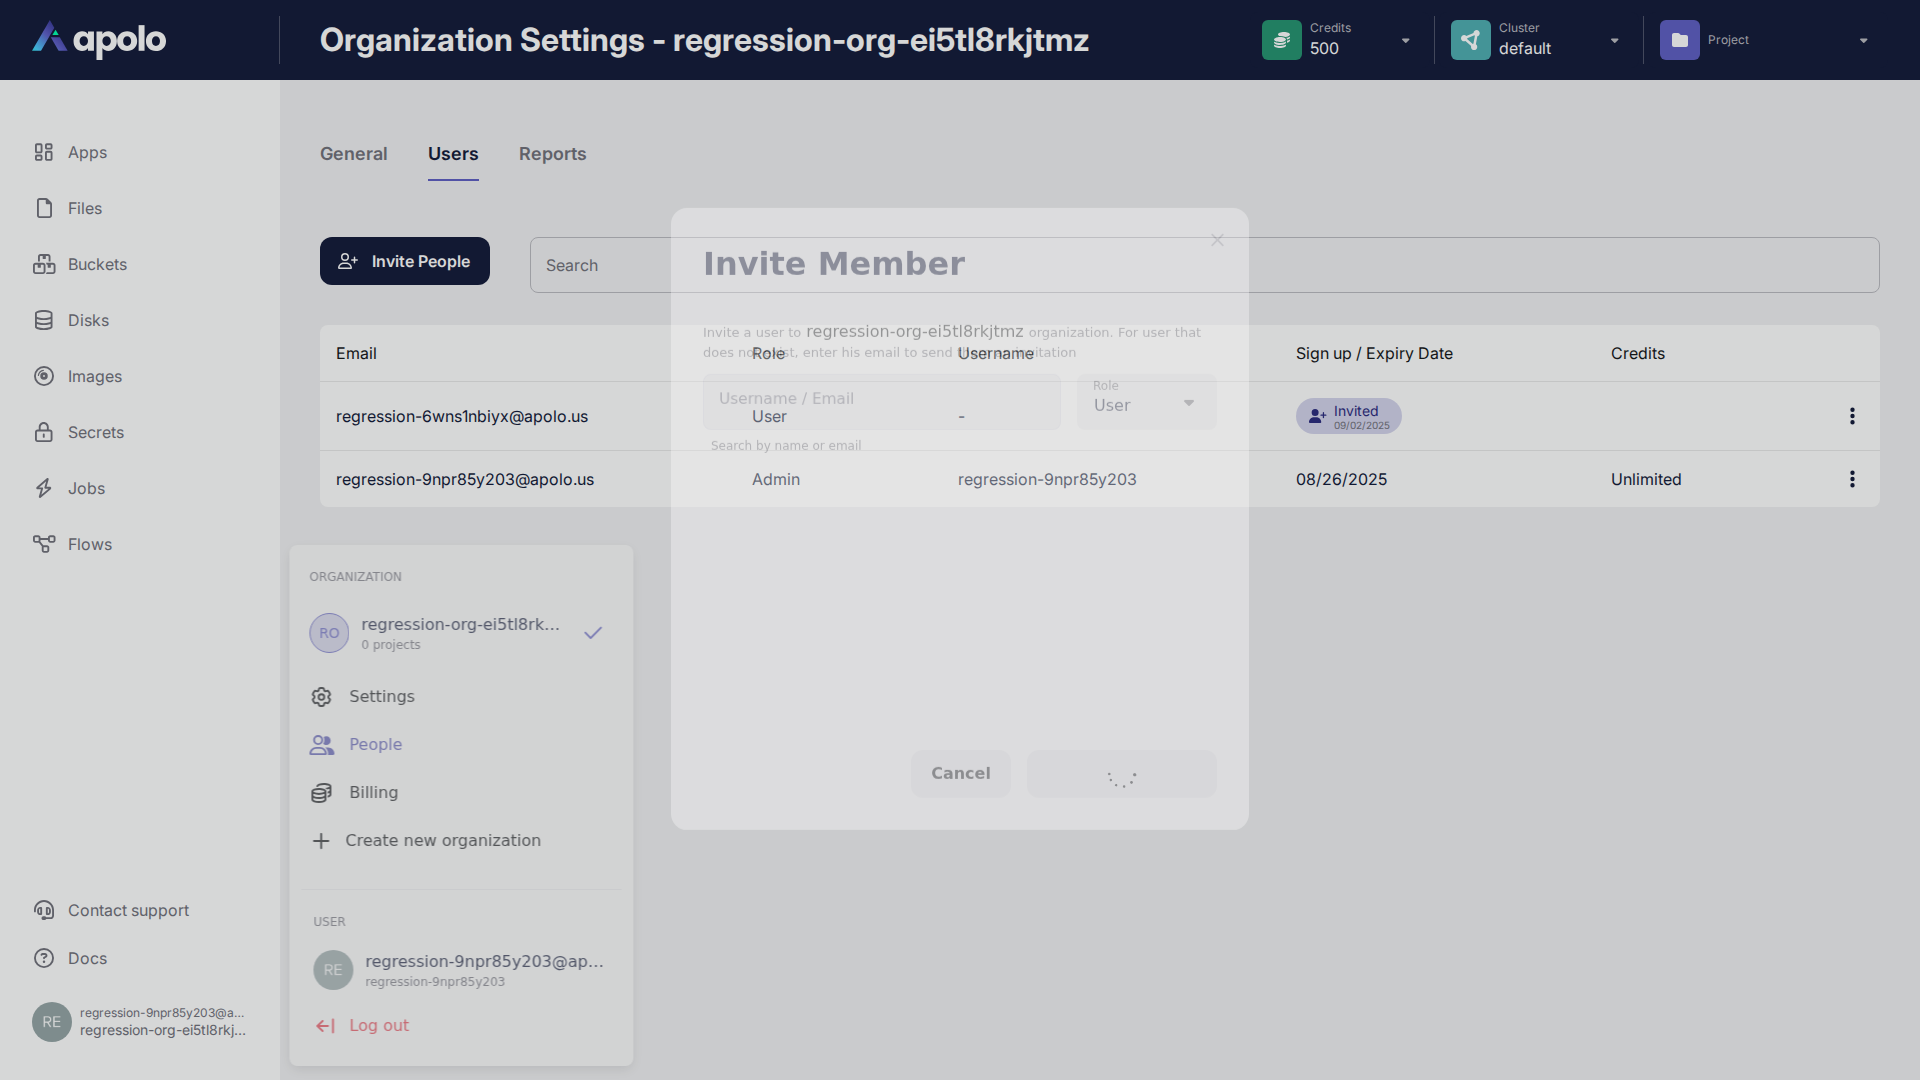 apolo
Organization Settings - regression-org-ei5tl8rkjtmz
Credits
500
Cluster
default
Project
Apps
Files
Buckets
Disks
Images
Secrets
Jobs
Flows
Contact support
Docs
RE
regression-9npr85y203@a...
regression-org-ei5tl8rkj...
General
Users
Reports
Invite People
Search
Email
Role
Username
Sign up / Expiry Date
Credits
regression-6wns1nbiyx@apolo.us
User
-
Invited
09/02/2025
regression-9npr85y203@apolo.us
Admin
regression-9npr85y203
08/26/2025
Unlimited
Invite Member
Invite a user to regression-org-ei5tl8rkjtmz organization. For user that
does not, enter his email to send invitation
Username / Email
Role
User
Search by name or email
Cancel
ORGANIZATION
RO
regression-org-ei5tl8rk...
0 projects
Settings
People
Billing
Create new organization
USER
RE
regression-9npr85y203@ap...
regression-9npr85y203
Log out